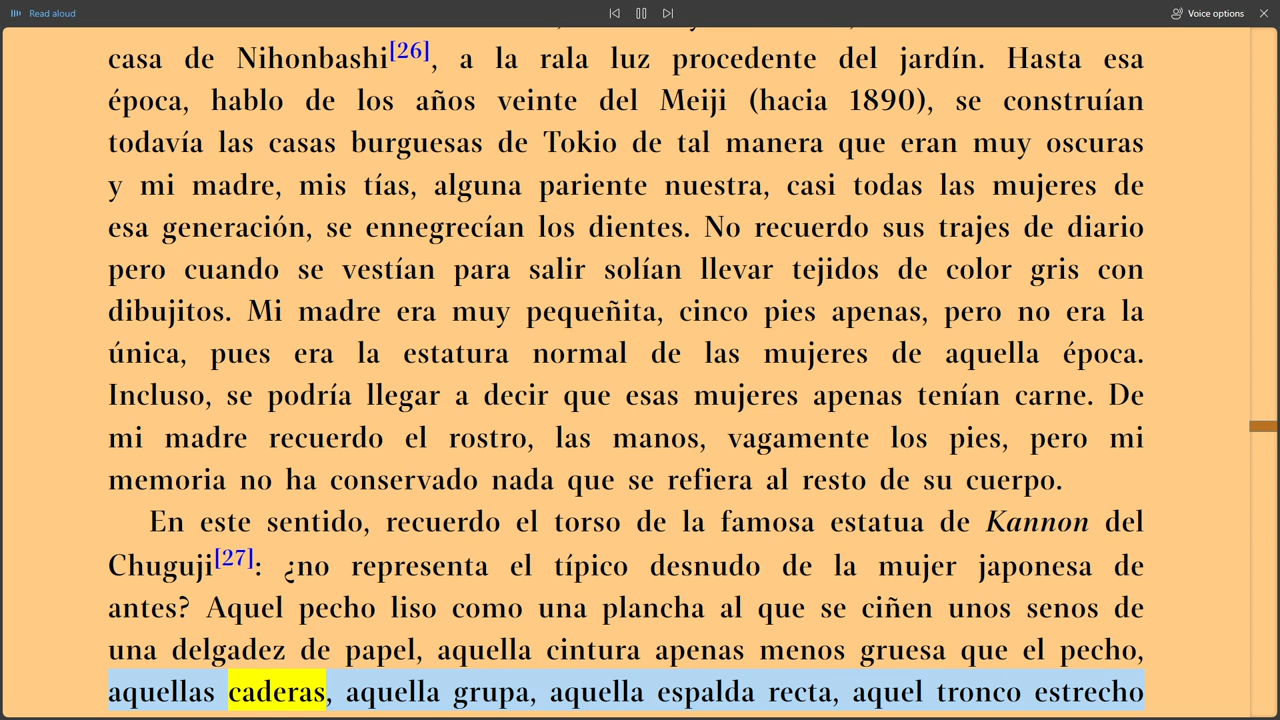 Read aloud
Voice options
casa de Nihonbashi[26], a la rala luz procedente del jardín. Hasta esa
época, hablo de los años veinte del Meiji (hacia 1890), se construían
todavía las casas burguesas de Tokio de tal manera que eran muy oscuras
y mi madre, mis tías, alguna pariente nuestra, casi todas las mujeres de
esa generación, se ennegrecían los dientes. No recuerdo sus trajes de diario
pero cuando se vestían para salir solían llevar tejidos de color gris con
dibujitos. Mi madre era muy pequeñita, cinco pies apenas, pero no era la
única, pues era la estatura normal de las mujeres de aquella época.
Incluso, se podría llegar a decir que esas mujeres apenas tenían carne. De
mi madre recuerdo el rostro, las manos, vagamente los pies, pero mi
memoria no ha conservado nada que se refiera al resto de su cuerpo.
En este sentido, recuerdo el torso de la famosa estatua de Kannon del
Chuguji[27]: ¿no representa el típico desnudo de la mujer japonesa de
antes? Aquel pecho liso como una plancha al que se ciñen unos senos de
una delgadez de papel, aquella cintura apenas menos gruesa que el pecho,
aquellas caderas, aquella grupa, aquella espalda recta, aquel tronco estrecho